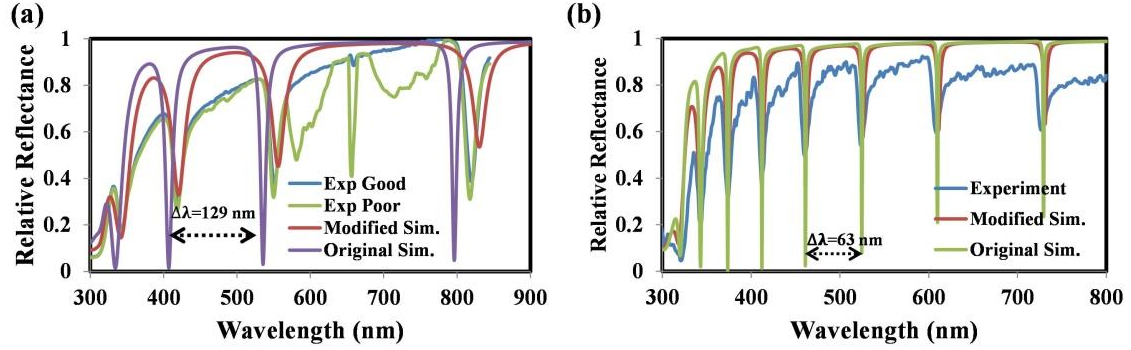 (a)
Relative Reflectance
1
0.8
0.6
0.4
0.2
0
300 400 500 600 700 800 900
Wavelength (nm)
Δλ=129 nm
Exp Good
Exp Poor
Modified Sim.
Original Sim.
(b)
Relative Reflectance
1
0.8
0.6
0.4
0.2
0
300 400 500 600 700 800
Wavelength (nm)
Δλ=63 nm
Experiment
Modified Sim.
Original Sim.